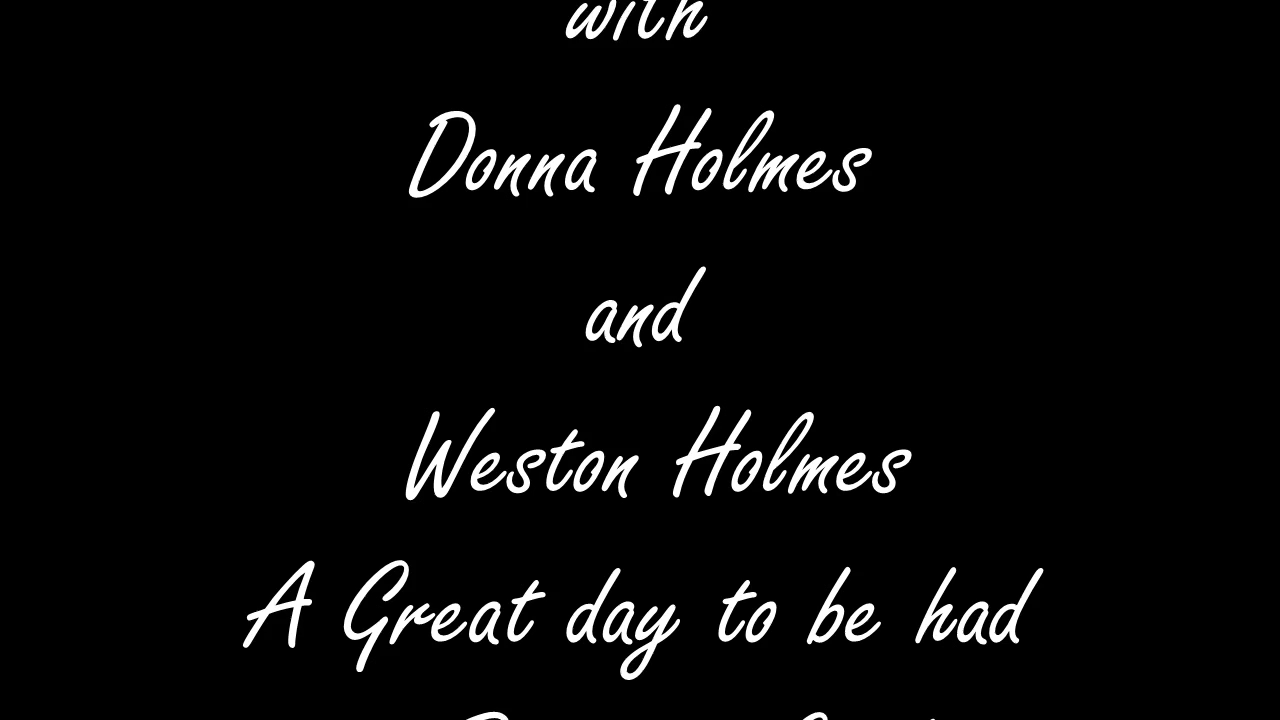 with
Donna Holmes
and
Weston Holmes
A Great day to be had